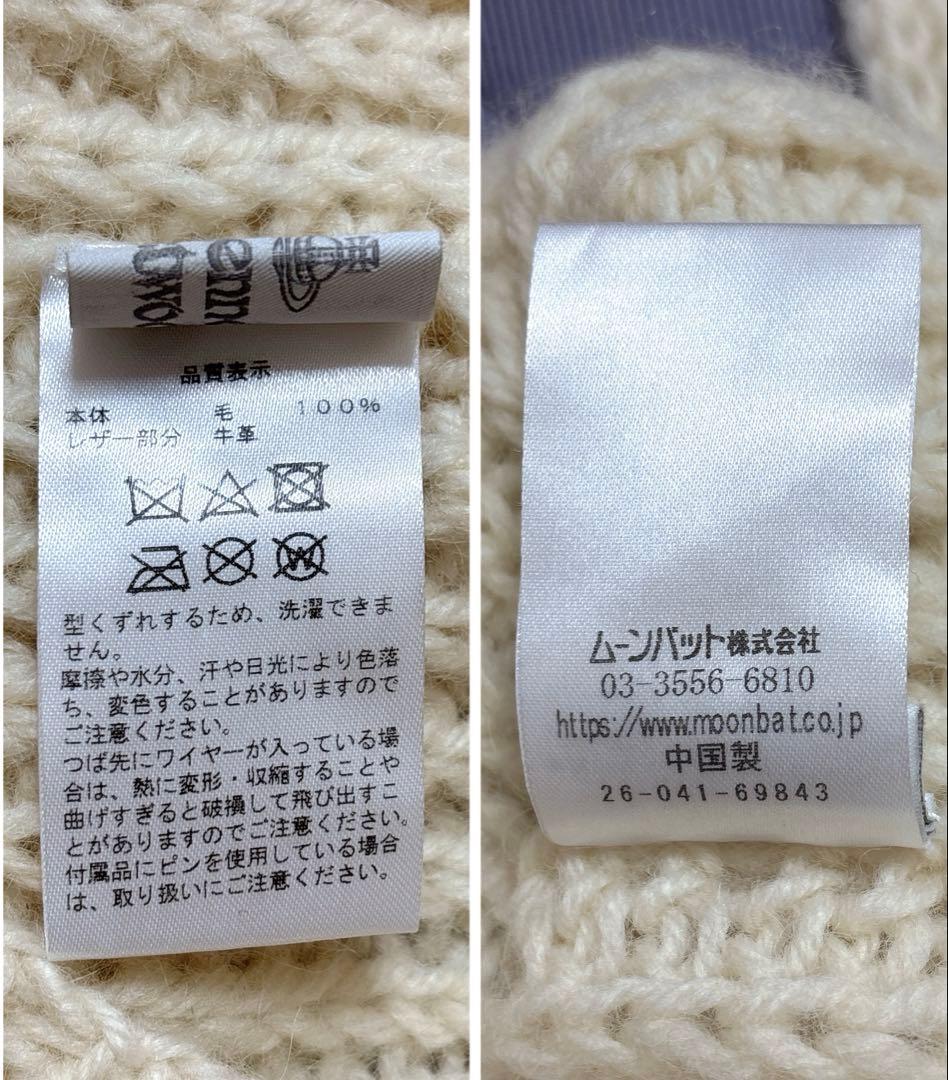 品質表示
本体 毛 100%
レザー部分 牛革
型くずれするため、洗濯できま
せん。
摩擦や水分、汗や日光により色落
ち、変色することがありますので
ご注意ください。
つば先にワイヤーが入っている場
合は、熱に変形・収縮することや
曲げすぎると破損して飛び出すこ
とがありますのでご注意ください。
付属品にピンを使用している場合
は、取り扱いにご注意ください。
ムーンバット株式会社
03-3556-6810
https://www.moonbat.co.jp
中国製
26-041-69843